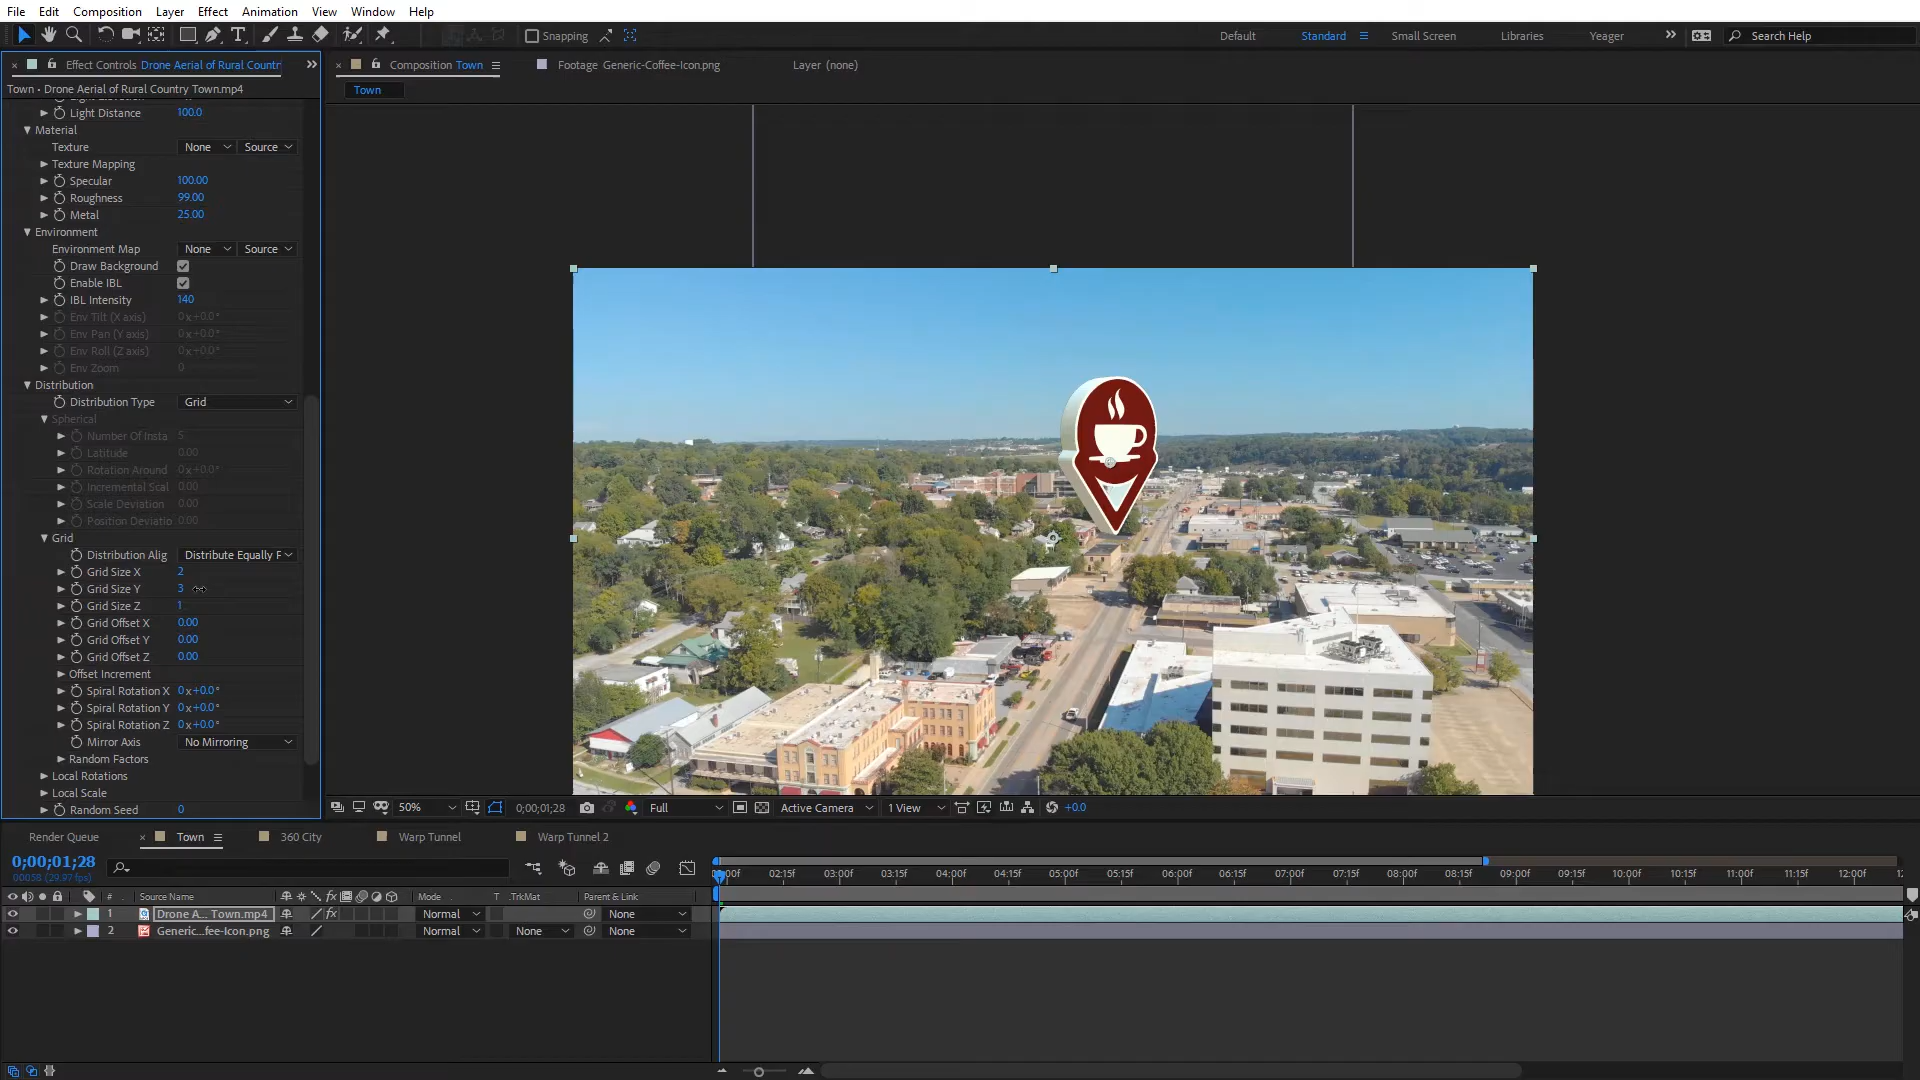 File Edit Composition Layer Effect Animation View Window Help
Snapping Default Standard Small Screen Libraries Yeager Search Help
Effect Controls Drone Aerial of Rural Countr
Composition Town Footage Generic-Coffee-Icon.png Layer (none)
Town • Drone Aerial of Rural Country Town.mp4
Town
Light Distance 100.0
Material
Texture None Source
Texture Mapping
Specular 100.00
Roughness 99.00
Metal 25.00
Environment
Environment Map None Source
Draw Background
Enable IBL
IBL Intensity 140
Env Tilt (X axis) 0x+0.0°
Env Pan (Y axis) 0x+0.0°
Env Roll (Z axis) 0x+0.0°
Env Zoom 0
Distribution
Distribution Type Grid
Spherical
Number Of Insta 5
Latitude 0.00
Rotation Around 0x+0.0°
Incremental Scal 0.00
Scale Deviation 0.00
Position Deviatio 0.00
Grid
Distribution Alig Distribute Equally F
Grid Size X 2
Grid Size Y 3
Grid Size Z 1
Grid Offset X 0.00
Grid Offset Y 0.00
Grid Offset Z 0.00
Offset Increment
Spiral Rotation X 0x+0.0°
Spiral Rotation Y 0x+0.0°
Spiral Rotation Z 0x+0.0°
Mirror Axis No Mirroring
Random Factors
Local Rotations
Local Scale
Random Seed 0
50% 0;00;01;28 Full Active Camera 1 View +0.0
Render Queue Town 360 City Warp Tunnel Warp Tunnel 2
0;00;01;28
00058 (29.97 fps)
02:15f 03:00f 03:15f 04:00f 04:15f 05:00f 05:15f 06:00f 06:15f 07:00f 07:15f 08:00f 08:15f 09:00f 09:15f 10:00f 10:15f 11:00f 11:15f 12:00f
# Source Name Mode T .TrkMat Parent & Link
1 Drone A... Town.mp4 Normal None
2 Generic...fee-Icon.png Normal None None